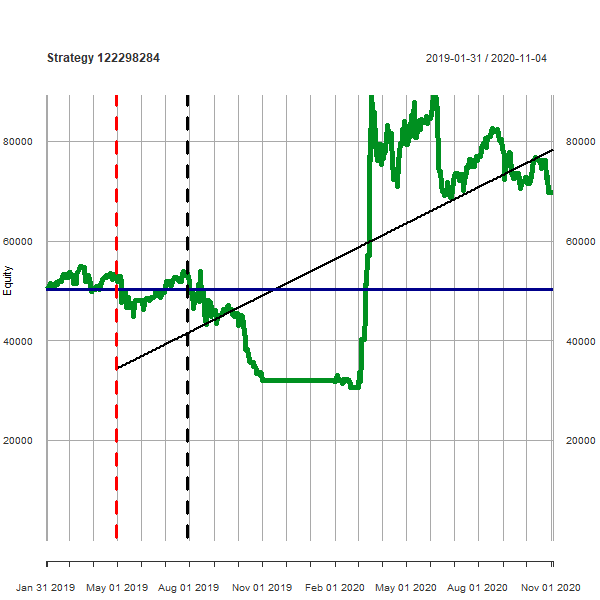 Strategy 122298284
2019-01-31 / 2020-11-04
80000
80000
60000
60000
Equity
40000
40000
20000
20000
Jan 31 2019
May 01 2019
Aug 01 2019
Nov 01 2019
Feb 01 2020
May 01 2020
Aug 01 2020
Nov 01 2020